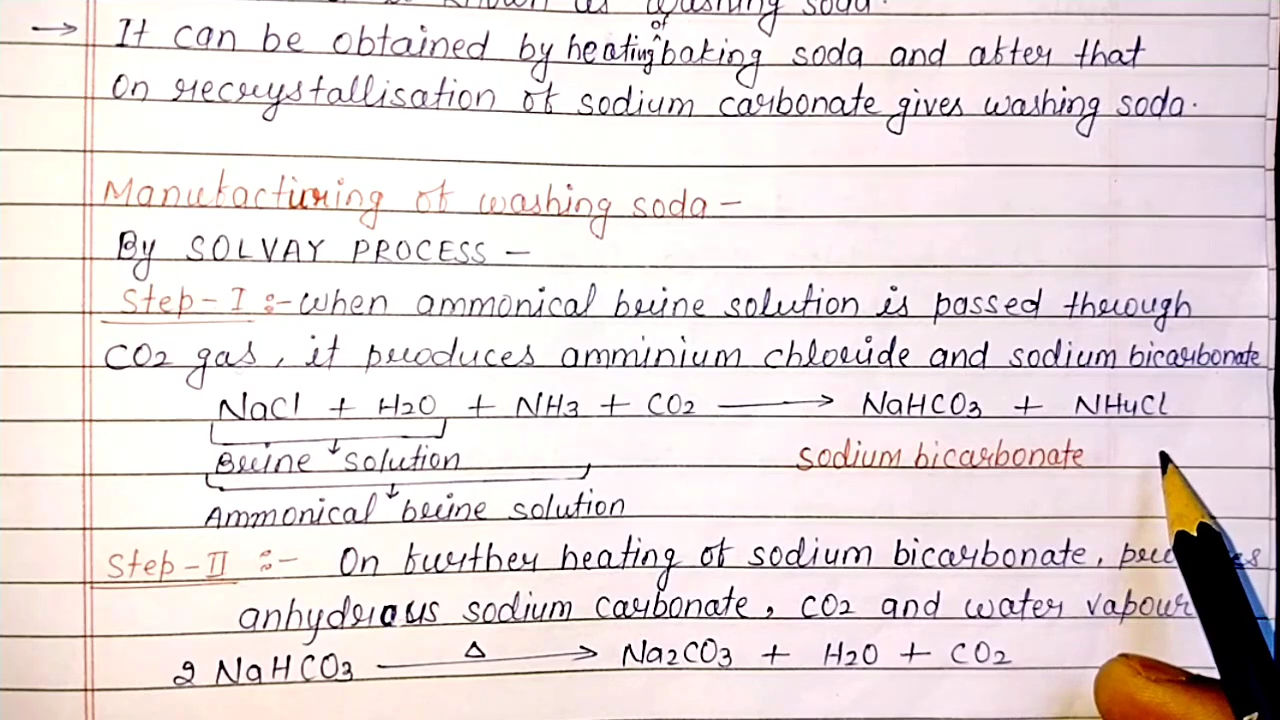 washing soda.
→ It can be obtained by heating of baking soda and after that
on recrystallisation of sodium carbonate gives washing soda.
Manufacturing of washing soda -
By SOLVAY PROCESS -
Step-I :- when ammonical brine solution is passed through
CO2 gas, it produces amminium chloride and sodium bicarbonate
NaCl + H2O + NH3 + CO2 → NaHCO3 + NH4Cl
Brine solution
sodium bicarbonate
Ammonical brine solution
Step-II :- On further heating of sodium bicarbonate,
anhydrous sodium carbonate, CO2 and water vapour
2 NaHCO3 Δ → Na2CO3 + H2O + CO2